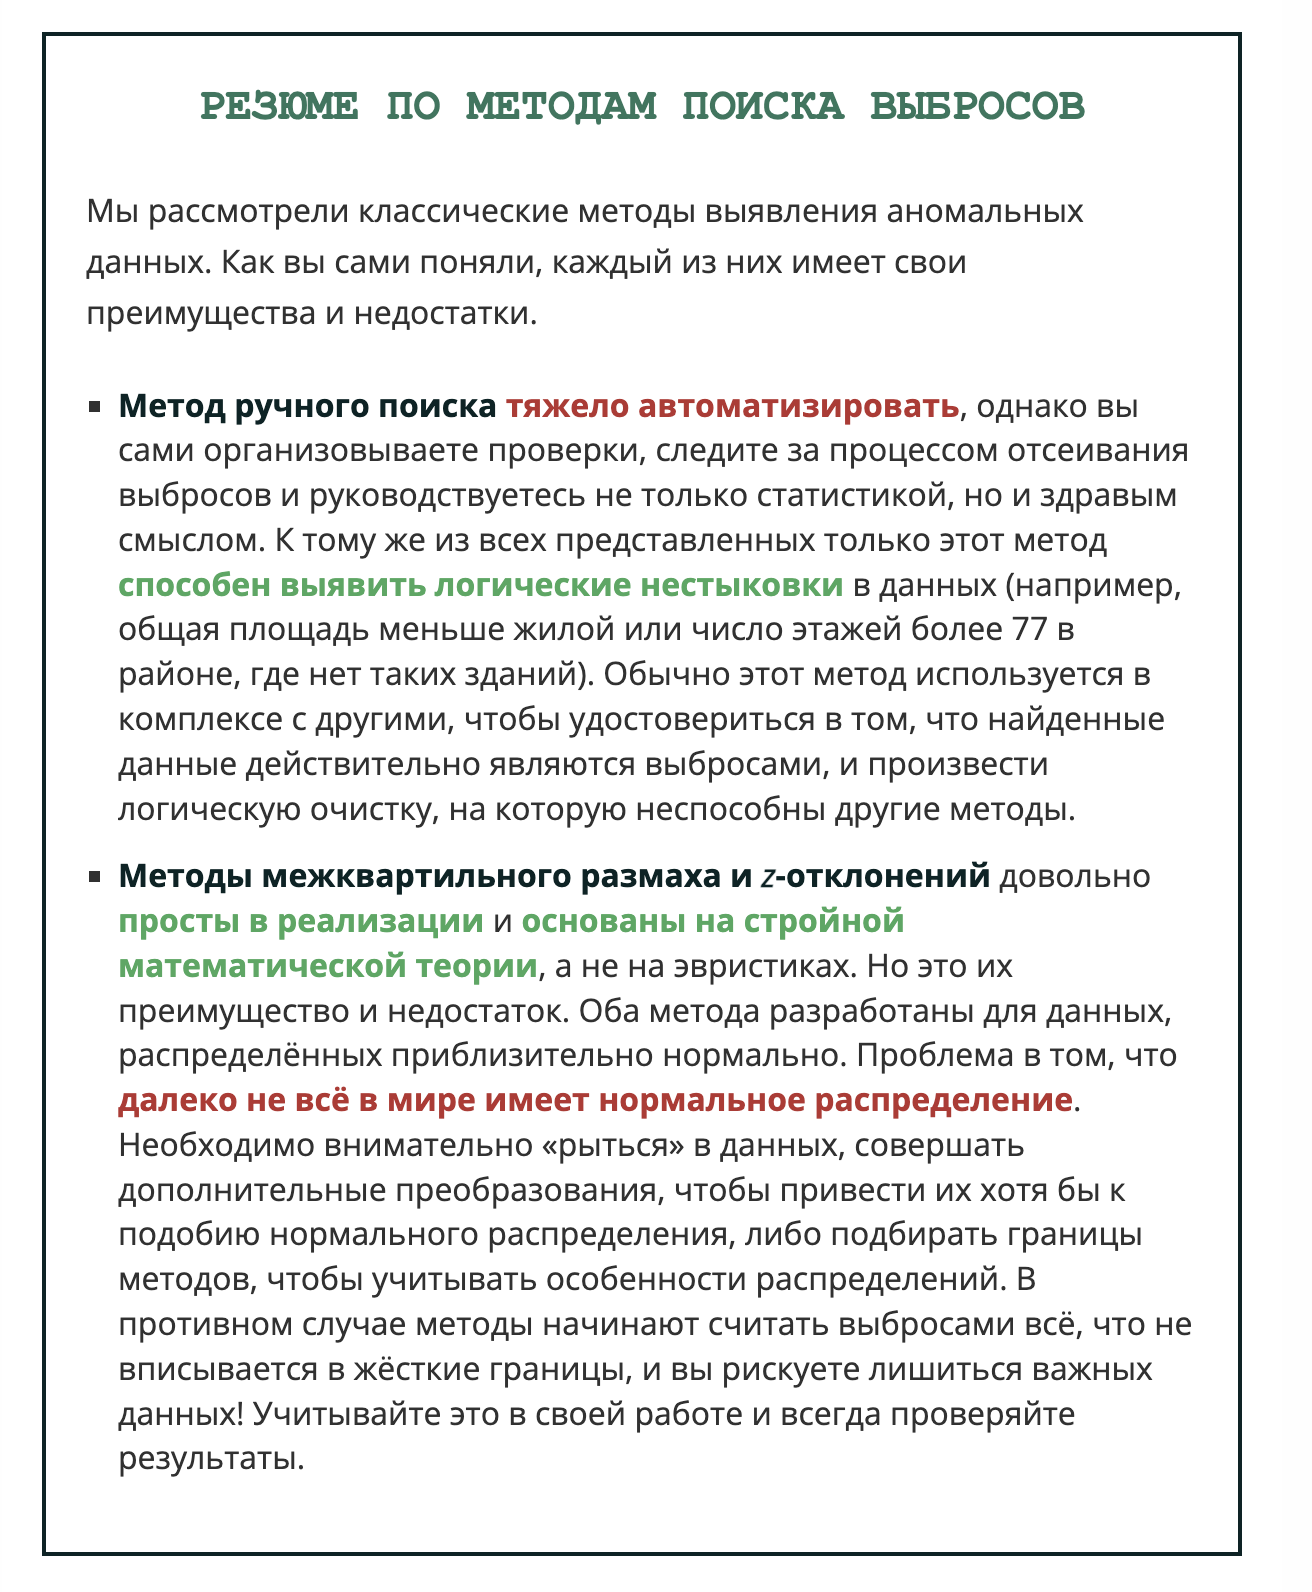 РЕЗЮМЕ ПО МЕТОДАМ ПОИСКА ВЫБРОСОВ
Мы рассмотрели классические методы выявления аномальных
данных. Как вы сами поняли, каждый из них имеет свои
преимущества и недостатки.
▪ Метод ручного поиска тяжело автоматизировать, однако вы
сами организовываете проверки, следите за процессом отсеивания
выбросов и руководствуетесь не только статистикой, но и здравым
смыслом. К тому же из всех представленных только этот метод
способен выявить логические нестыковки в данных (например,
общая площадь меньше жилой или число этажей более 77 в
районе, где нет таких зданий). Обычно этот метод используется в
комплексе с другими, чтобы удостовериться в том, что найденные
данные действительно являются выбросами, и произвести
логическую очистку, на которую неспособны другие методы.
▪ Методы межквартильного размаха и z-отклонений довольно
просты в реализации и основаны на стройной
математической теории, а не на эвристиках. Но это их
преимущество и недостаток. Оба метода разработаны для данных,
распределённых приблизительно нормально. Проблема в том, что
далеко не всё в мире имеет нормальное распределение.
Необходимо внимательно «рыться» в данных, совершать
дополнительные преобразования, чтобы привести их хотя бы к
подобию нормального распределения, либо подбирать границы
методов, чтобы учитывать особенности распределений. В
противном случае методы начинают считать выбросами всё, что не
вписывается в жёсткие границы, и вы рискуете лишиться важных
данных! Учитывайте это в своей работе и всегда проверяйте
результаты.